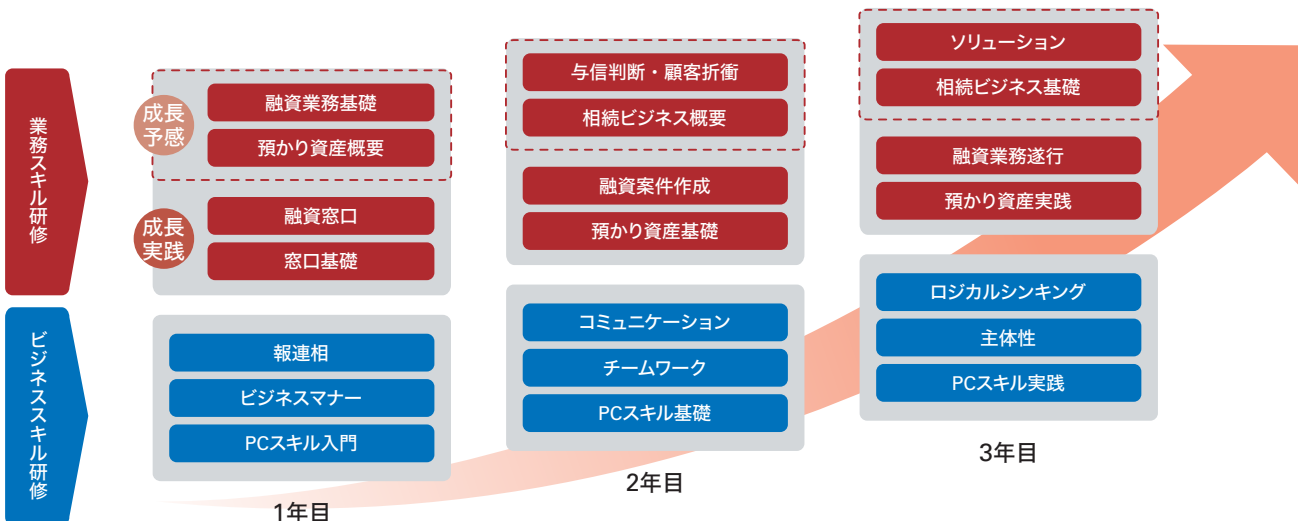 業務スキル研修
成長
予感
融資業務基礎
預かり資産概要
成長
実践
融資窓口
窓口基礎
与信判断・顧客折衝
相続ビジネス概要
融資案件作成
預かり資産基礎
ソリューション
相続ビジネス基礎
融資業務遂行
預かり資産実践
ビジネススキル研修
報連相
ビジネスマナー
PCスキル入門
1年目
コミュニケーション
チームワーク
PCスキル基礎
2年目
ロジカルシンキング
主体性
PCスキル実践
3年目